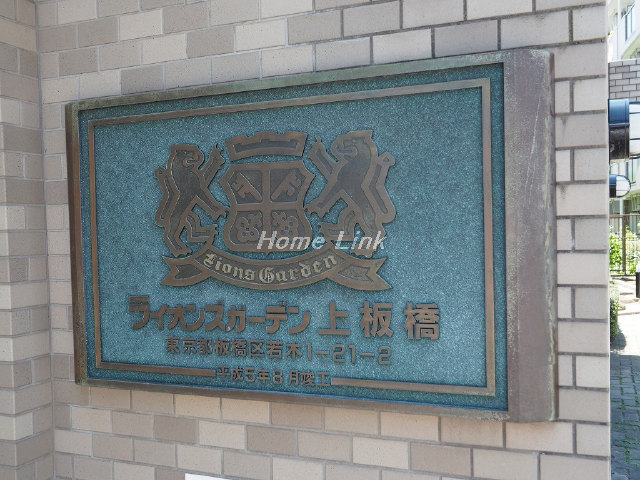 Home Link
Lions Garden
ライオンズガーデン上板橋
東京都板橋区若木1-21-2
平成5年8月竣工